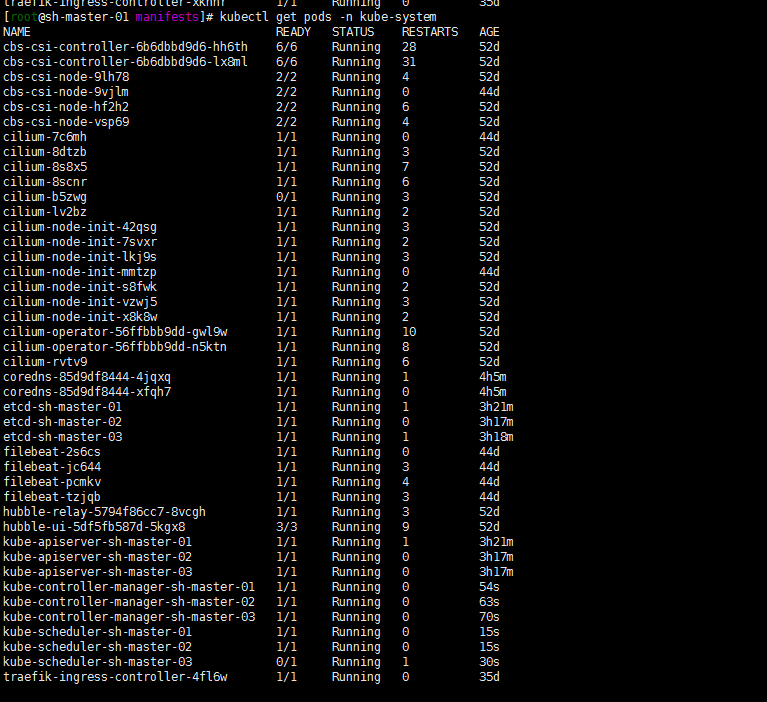 traefik-ingress-controller-xknnr 1/1 Running 0 35d
[root@sh-master-01 manifests]# kubectl get pods -n kube-system
NAME READY STATUS RESTARTS AGE
cbs-csi-controller-6b6dbbd9d6-hh6th 6/6 Running 28 52d
cbs-csi-controller-6b6dbbd9d6-lx8ml 6/6 Running 31 52d
cbs-csi-node-9lh78 2/2 Running 4 52d
cbs-csi-node-9vjlm 2/2 Running 0 44d
cbs-csi-node-hf2h2 2/2 Running 6 52d
cbs-csi-node-vsp69 2/2 Running 4 52d
cilium-7c6mh 1/1 Running 0 44d
cilium-8dtzb 1/1 Running 3 52d
cilium-8s8x5 1/1 Running 7 52d
cilium-8scnr 1/1 Running 6 52d
cilium-b5zwg 0/1 Running 3 52d
cilium-lv2bz 1/1 Running 2 52d
cilium-node-init-42qsg 1/1 Running 3 52d
cilium-node-init-7svxr 1/1 Running 2 52d
cilium-node-init-lkj9s 1/1 Running 3 52d
cilium-node-init-mmtzp 1/1 Running 0 44d
cilium-node-init-s8fwk 1/1 Running 2 52d
cilium-node-init-vzwj5 1/1 Running 3 52d
cilium-node-init-x8k8w 1/1 Running 2 52d
cilium-operator-56ffbbb9dd-gwl9w 1/1 Running 10 52d
cilium-operator-56ffbbb9dd-n5ktn 1/1 Running 8 52d
cilium-rvtv9 1/1 Running 6 52d
coredns-85d9df8444-4jqxq 1/1 Running 1 4h5m
coredns-85d9df8444-xfqh7 1/1 Running 0 4h5m
etcd-sh-master-01 1/1 Running 1 3h21m
etcd-sh-master-02 1/1 Running 0 3h17m
etcd-sh-master-03 1/1 Running 1 3h18m
filebeat-2s6cs 1/1 Running 0 44d
filebeat-jc644 1/1 Running 3 44d
filebeat-pcmkv 1/1 Running 4 44d
filebeat-tzjqb 1/1 Running 3 44d
hubble-relay-5794f86cc7-8vcgh 1/1 Running 3 52d
hubble-ui-5df5fb587d-5kgx8 3/3 Running 9 52d
kube-apiserver-sh-master-01 1/1 Running 1 3h21m
kube-apiserver-sh-master-02 1/1 Running 0 3h17m
kube-apiserver-sh-master-03 1/1 Running 0 3h17m
kube-controller-manager-sh-master-01 1/1 Running 0 54s
kube-controller-manager-sh-master-02 1/1 Running 0 63s
kube-controller-manager-sh-master-03 1/1 Running 0 70s
kube-scheduler-sh-master-01 1/1 Running 0 15s
kube-scheduler-sh-master-02 1/1 Running 0 15s
kube-scheduler-sh-master-03 0/1 Running 1 30s
traefik-ingress-controller-4fl6w 1/1 Running 0 35d